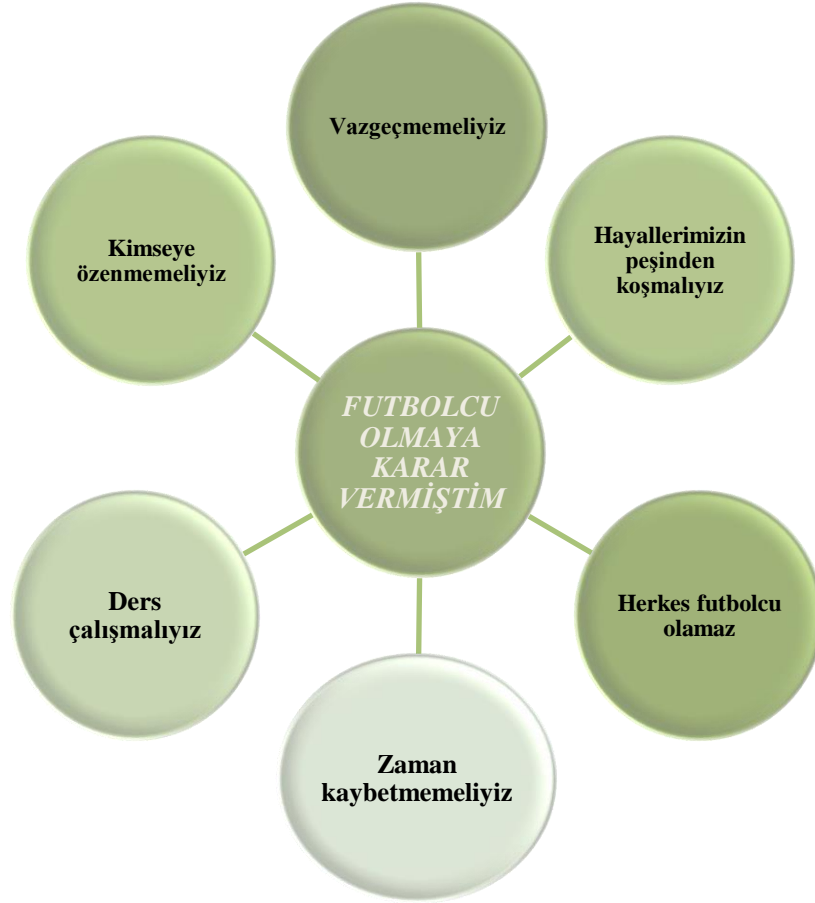 Vazgeçmemeliyiz
Kimseye
özenmemeliyiz
Hayallerimizin
peşinden
koşmalıyız
FUTBOLCU
OLMAYA
KARAR
VERMİŞTİM
Ders
çalışmalıyız
Herkes futbolcu
olamaz
Zaman
kaybetmemeliyiz